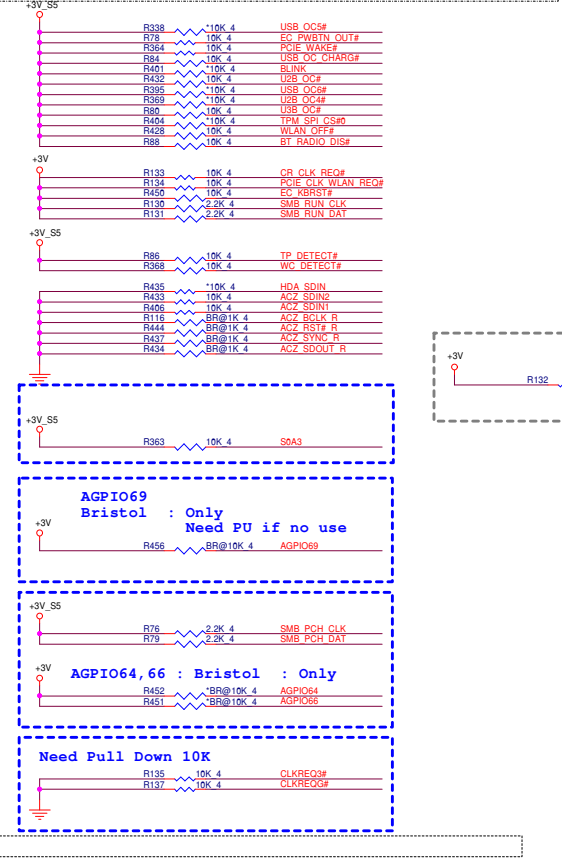 +3V_S5
R338 *10K_4 USB_OC5#
R78 10K_4 EC_PWBTN_OUT#
R364 10K_4 PCIE_WAKE#
R84 10K_4 USB_OC_CHARG#
R401 *10K_4 BLINK
R432 10K_4 U2B_OC#
R395 *10K_4 USB_OC6#
R369 *10K_4 U2B_OC4#
R80 10K_4 U3B_OC#
R404 *10K_4 TPM_SPI_CS#0
R428 10K_4 WLAN_OFF#
R88 10K_4 BT_RADIO_DIS#
+3V
R133 10K_4 CR_CLK_REQ#
R134 10K_4 PCIE_CLK_WLAN_REQ#
R450 10K_4 EC_KBRST#
R130 2.2K_4 SMB_RUN_CLK
R131 2.2K_4 SMB_RUN_DAT
+3V_S5
R86 10K_4 TP_DETECT#
R368 10K_4 WC_DETECT#
R435 *10K_4 HDA_SDIN
R433 10K_4 ACZ_SDIN2
R406 10K_4 ACZ_SDIN1
R116 BR@1K_4 ACZ_BCLK_R
R444 BR@1K_4 ACZ_RST#_R
R437 BR@1K_4 ACZ_SYNC_R
R434 BR@1K_4 ACZ_SDOUT_R
+3V
R132
+3V_S5
R363 10K_4 S0A3
AGPIO69
Bristol : Only
Need PU if no use
+3V
R456 BR@10K_4 AGPIO69
+3V_S5
R76 2.2K_4 SMB_PCH_CLK
R79 2.2K_4 SMB_PCH_DAT
+3V
AGPIO64,66 : Bristol : Only
R452 *BR@10K_4 AGPIO64
R451 *BR@10K_4 AGPIO66
Need Pull Down 10K
R135 10K_4 CLKREQ3#
R137 10K_4 CLKREQG#